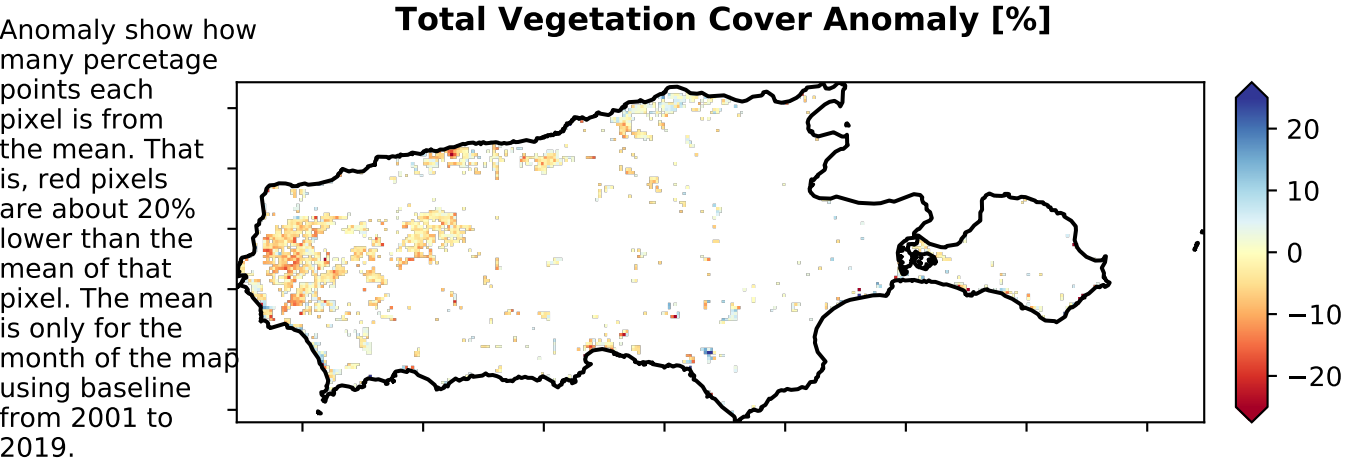 Total Vegetation Cover Anomaly [%]
Anomaly show how
many percetage
points each
pixel is from
the mean. That
is, red pixels
are about 20%
lower than the
mean of that
pixel. The mean
is only for the
month of the map
using baseline
from 2001 to
2019.
20
10
0
−10
−20